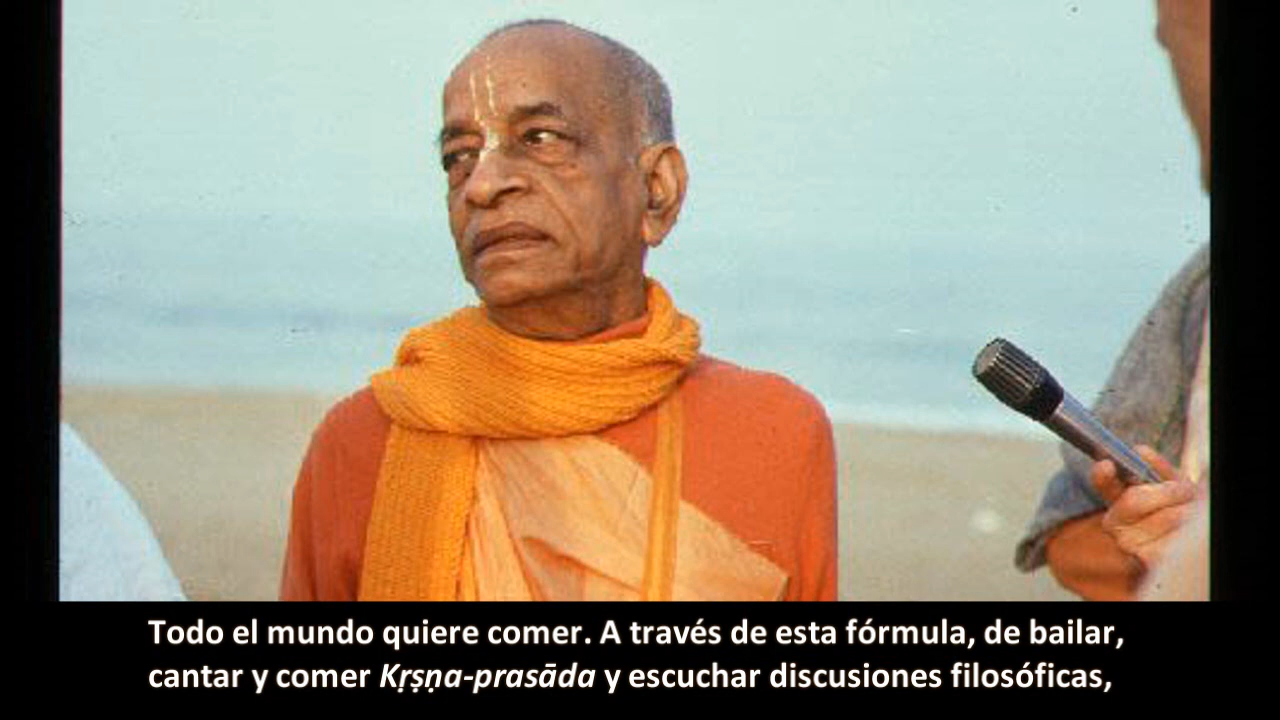 Todo el mundo quiere comer. A través de esta fórmula, de bailar,
cantar y comer Kṛṣṇa-prasāda y escuchar discusiones filosóficas,